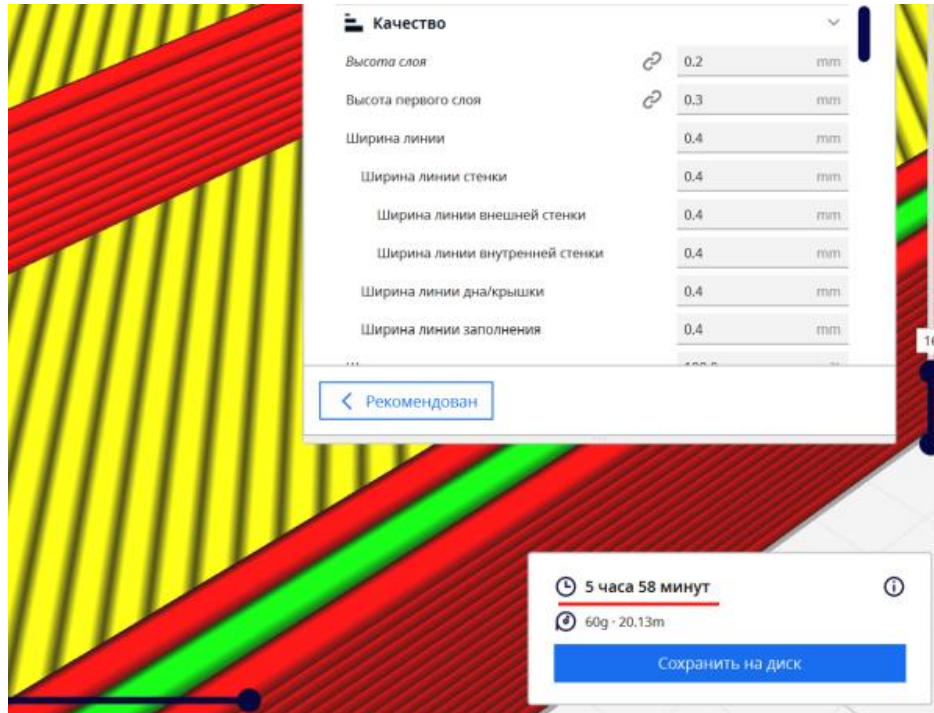 Качество
Высота слоя 0.2 mm
Высота первого слоя 0.3 mm
Ширина линии 0.4 mm
Ширина линии стенки 0.4 mm
Ширина линии внешней стенки 0.4 mm
Ширина линии внутренней стенки 0.4 mm
Ширина линии дна/крышки 0.4 mm
Ширина линии заполнения 0.4 mm
Рекомендован
5 часа 58 минут
60g · 20.13m
Сохранить на диск